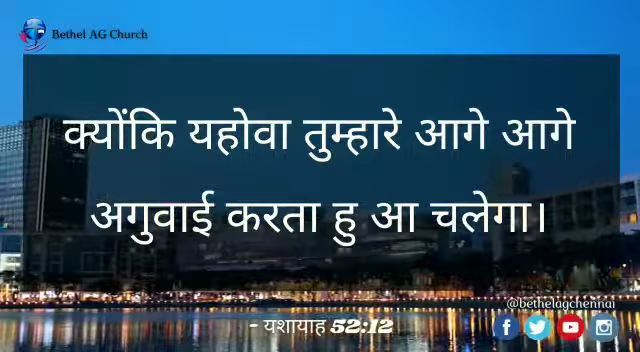 Bethel AG Church
क्योंकि यहोवा तुम्हारे आगे आगे
अगुवाई करता हु आ चलेगा।
@bethelagchennai
- यशायाह 52:12